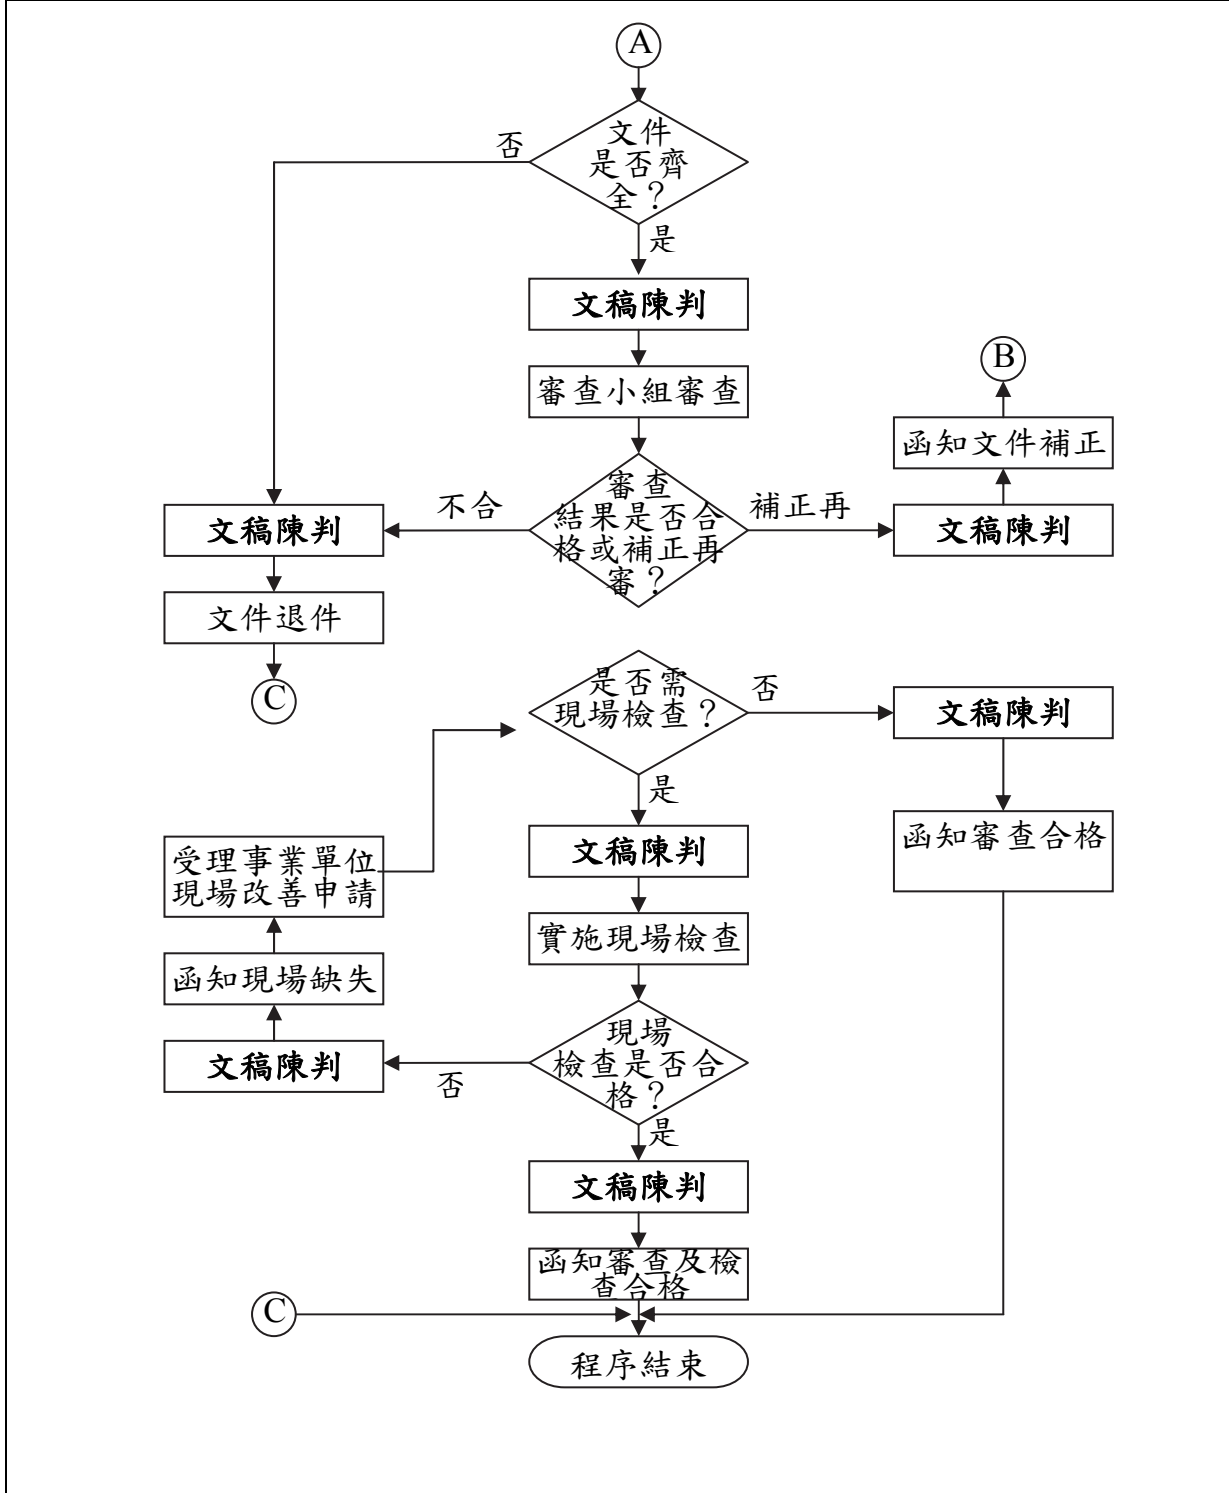 A
文件
是否齊
全？
否
是
文稿陳判
審查小組審查
B
函知文件補正
審查
結果是否合
格或補正再
審？
不合
補正再
文稿陳判
文稿陳判
文件退件
C
是否需
現場檢查？
否
文稿陳判
是
文稿陳判
函知審查合格
受理事業單位
現場改善申請
實施現場檢查
函知現場缺失
現場
檢查是否合
格？
文稿陳判
否
是
文稿陳判
函知審查及檢
查合格
C
程序結束